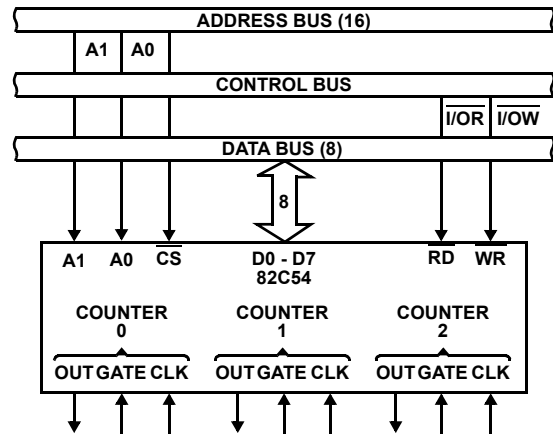 ADDRESS BUS (16)
A1 A0
CONTROL BUS
I/OR I/OW
DATA BUS (8)
8
A1 A0 CS D0 - D7 RD WR
82C54
COUNTER COUNTER COUNTER
0 1 2
OUT GATE CLK OUT GATE CLK OUT GATE CLK